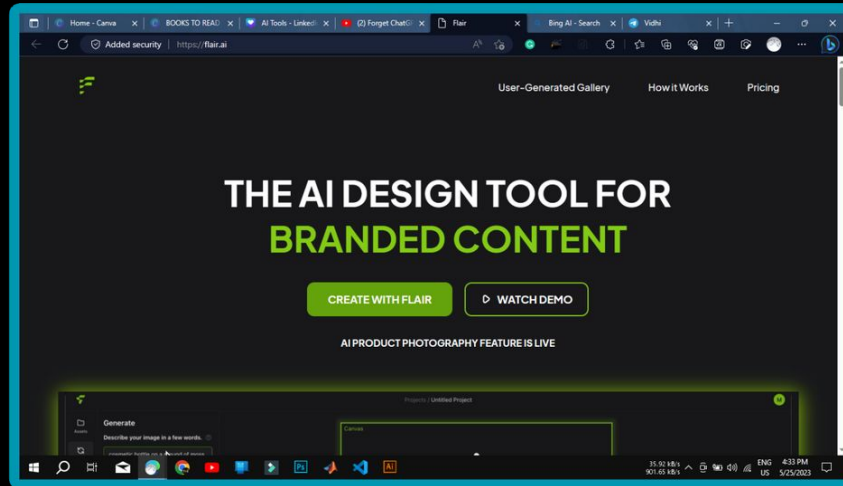 Home - Canva
BOOKS TO READ
AI Tools - Linked
(2) Forget ChatG
Flair
Bing AI - Search
Vidhi
Added security
https://flair.ai
User-Generated Gallery
How it Works
Pricing
THE AI DESIGN TOOL FOR
BRANDED CONTENT
CREATE WITH FLAIR
WATCH DEMO
AI PRODUCT PHOTOGRAPHY FEATURE IS LIVE
Projects / Untitled Project
M
Generate
Assets
Describe your image in a few words.
Canvas
35.92 kB/s
901.65 kB/s
ENG
US
4:33 PM
5/25/2023
Ps
Ai